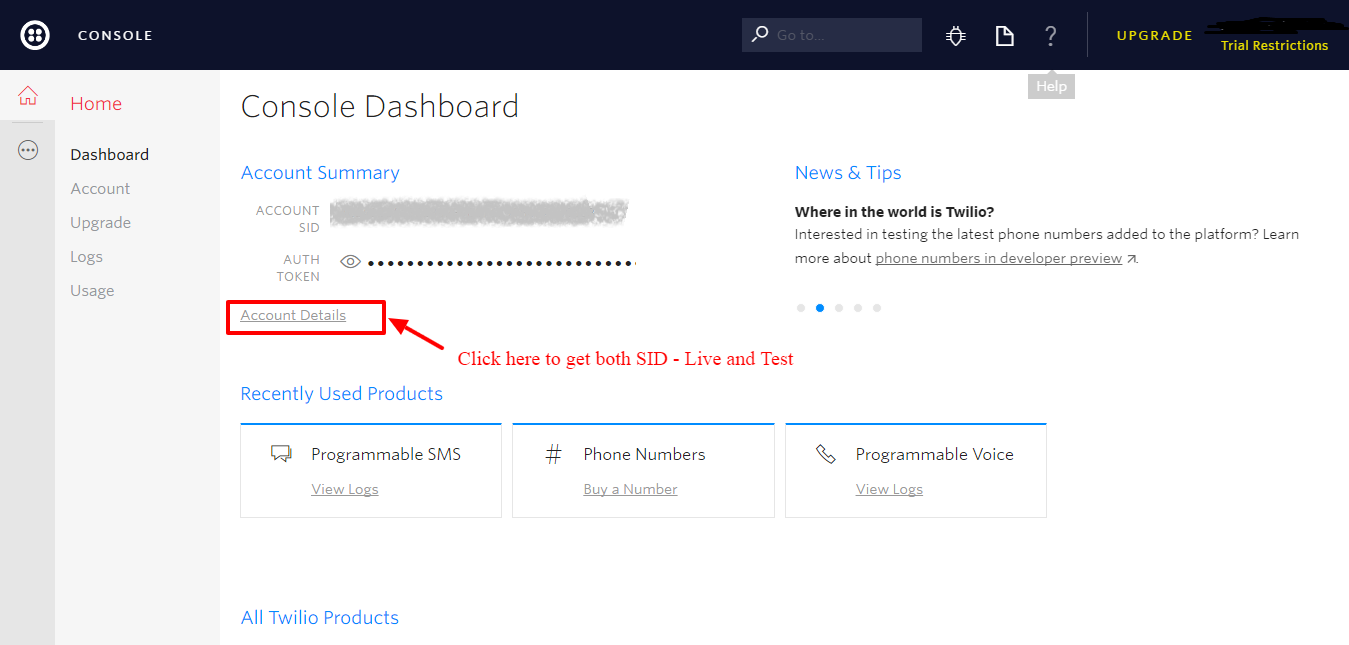 CONSOLE
Go to...
UPGRADE
Trial Restrictions
Help
Home
Dashboard
Account
Upgrade
Logs
Usage
Console Dashboard
Account Summary
ACCOUNT
SID
AUTH
TOKEN
Account Details
Click here to get both SID - Live and Test
News & Tips
Where in the world is Twilio?
Interested in testing the latest phone numbers added to the platform? Learn
more about phone numbers in developer preview
Recently Used Products
Programmable SMS
View Logs
# Phone Numbers
Buy a Number
Programmable Voice
View Logs
All Twilio Products